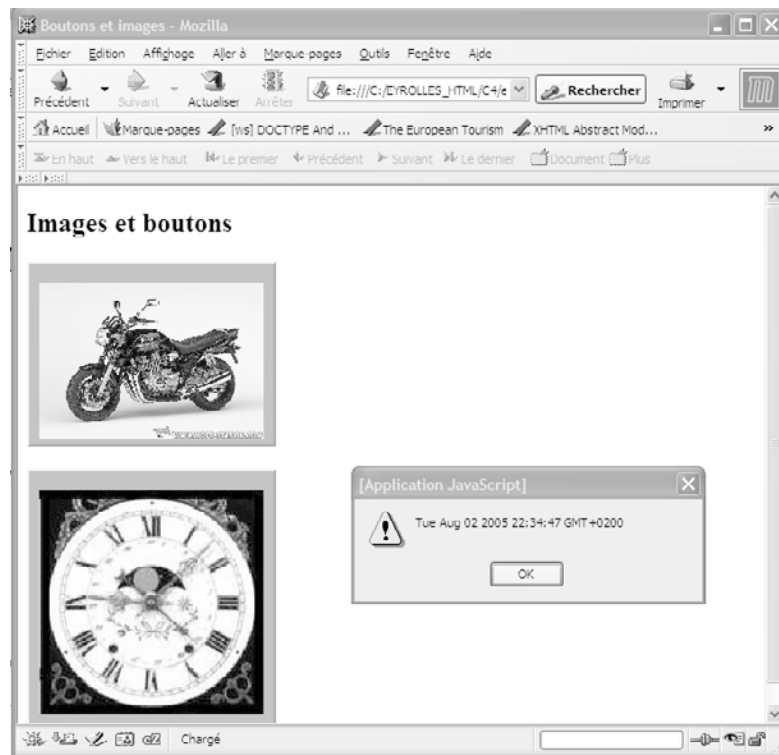 Boutons et images - Mozilla
Fichier Edition Affichage Aller à Marque-pages Outils Fenêtre Aide
Précédent Suivant Actualiser Arrêter file:///C:/EYROLLES_HTML/C4/e Rechercher Imprimer
Accueil Marque-pages [ws] DOCTYPE And ... The European Tourism XHTML Abstract Mod... »
En haut Vers le haut Le premier Précédent Suivant Le dernier Document Plus
Images et boutons
[Application JavaScript]
Tue Aug 02 2005 22:34:47 GMT+0200
OK
Chargé